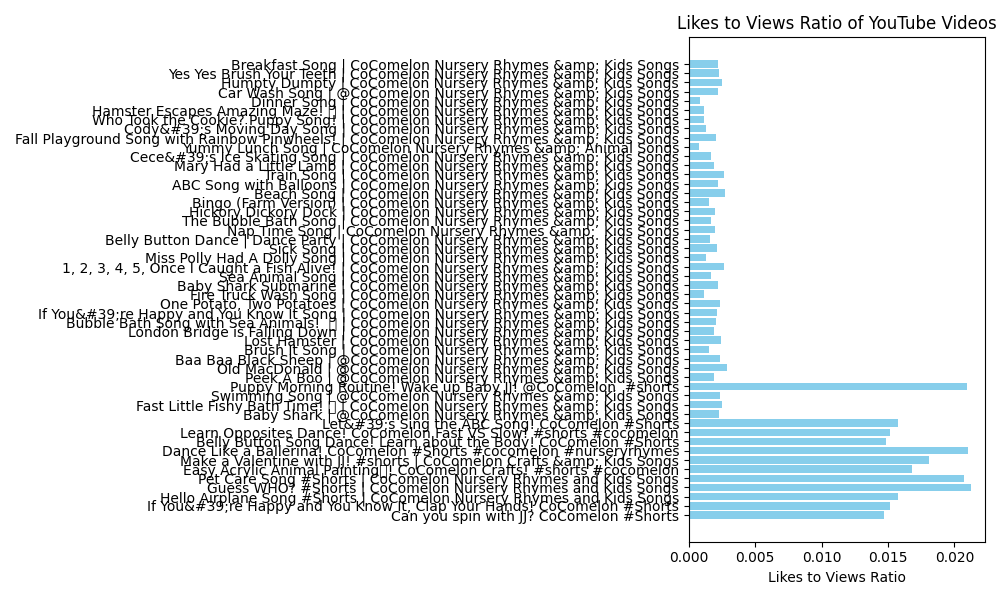 Likes to Views Ratio of YouTube Videos
Breakfast Song | CoComelon Nursery Rhymes &amp; Kids Songs
Yes Yes Brush Your Teeth | CoComelon Nursery Rhymes &amp; Kids Songs
Humpty Dumpty | CoComelon Nursery Rhymes &amp; Kids Songs
Car Wash Song | @CoComelon Nursery Rhymes &amp; Kids Songs
Dinner Song | CoComelon Nursery Rhymes &amp; Kids Songs
Hamster Escapes Amazing Maze! | CoComelon Nursery Rhymes &amp; Kids Songs
Who Took the Cookie? Puppy Song! | CoComelon Nursery Rhymes &amp; Kids Songs
Cody&#39;s Moving Day Song | CoComelon Nursery Rhymes &amp; Kids Songs
Fall Playground Song with Rainbow Pinwheels! | CoComelon Nursery Rhymes &amp; Kids Songs
Yummy Lunch Song | CoComelon Nursery Rhymes &amp; Animal Songs
Cece&#39;s Ice Skating Song | CoComelon Nursery Rhymes &amp; Kids Songs
Mary Had a Little Lamb | CoComelon Nursery Rhymes &amp; Kids Songs
Train Song | CoComelon Nursery Rhymes &amp; Kids Songs
ABC Song with Balloons | CoComelon Nursery Rhymes &amp; Kids Songs
Beach Song | CoComelon Nursery Rhymes &amp; Kids Songs
Bingo (Farm Version) | CoComelon Nursery Rhymes &amp; Kids Songs
Hickory Dickory Dock | CoComelon Nursery Rhymes &amp; Kids Songs
The Bubble Bath Song | CoComelon Nursery Rhymes &amp; Kids Songs
Nap Time Song | CoComelon Nursery Rhymes &amp; Kids Songs
Belly Button Dance | Dance Party | CoComelon Nursery Rhymes &amp; Kids Songs
Sick Song | CoComelon Nursery Rhymes &amp; Kids Songs
Miss Polly Had A Dolly Song | CoComelon Nursery Rhymes &amp; Kids Songs
1, 2, 3, 4, 5, Once I Caught a Fish Alive! | CoComelon Nursery Rhymes &amp; Kids Songs
Sea Animal Song | CoComelon Nursery Rhymes &amp; Kids Songs
Baby Shark Submarine | CoComelon Nursery Rhymes &amp; Kids Songs
Fire Truck Wash Song | CoComelon Nursery Rhymes &amp; Kids Songs
One Potato, Two Potatoes | CoComelon Nursery Rhymes &amp; Kids Songs
If You&#39;re Happy and You Know It Song | CoComelon Nursery Rhymes &amp; Kids Songs
Bubble Bath Song with Sea Animals! | CoComelon Nursery Rhymes &amp; Kids Songs
London Bridge is Falling Down | CoComelon Nursery Rhymes &amp; Kids Songs
Lost Hamster | CoComelon Nursery Rhymes &amp; Kids Songs
Brush It Song | CoComelon Nursery Rhymes &amp; Kids Songs
Baa Baa Black Sheep | @CoComelon Nursery Rhymes &amp; Kids Songs
Old MacDonald | @CoComelon Nursery Rhymes &amp; Kids Songs
Peek A Boo | @CoComelon Nursery Rhymes &amp; Kids Songs
Puppy Morning Routine! Wake up Baby JJ! @CoComelon #shorts
Swimming Song | @CoComelon Nursery Rhymes &amp; Kids Songs
Fast Little Fishy Bath Time! | CoComelon Nursery Rhymes &amp; Kids Songs
Baby Shark | @CoComelon Nursery Rhymes &amp; Kids Songs
Let&#39;s Sing the ABC Song! CoComelon #Shorts
Learn Opposites Dance! CoComelon Fast VS Slow! #shorts #cocomelon
Belly Button Song Dance! Learn about the Body! CoComelon #Shorts
Dance Like a Ballerina! CoComelon #Shorts #cocomelon #nurseryrhymes
Make a Valentine with JJ! #shorts | CoComelon Crafts &amp; Kids Songs
Easy Acrylic Animal Painting | CoComelon Crafts! #shorts #cocomelon
Pet Care Song #Shorts | CoComelon Nursery Rhymes and Kids Songs
Guess WHO? #Shorts | CoComelon Nursery Rhymes and Kids Songs
Hello Airplane Song #Shorts | CoComelon Nursery Rhymes and Kids Songs
If You&#39;re Happy and You Know It, Clap Your Hands! CoComelon #Shorts
Can you spin with JJ? CoComelon #Shorts
0.000 0.005 0.010 0.015 0.020
Likes to Views Ratio